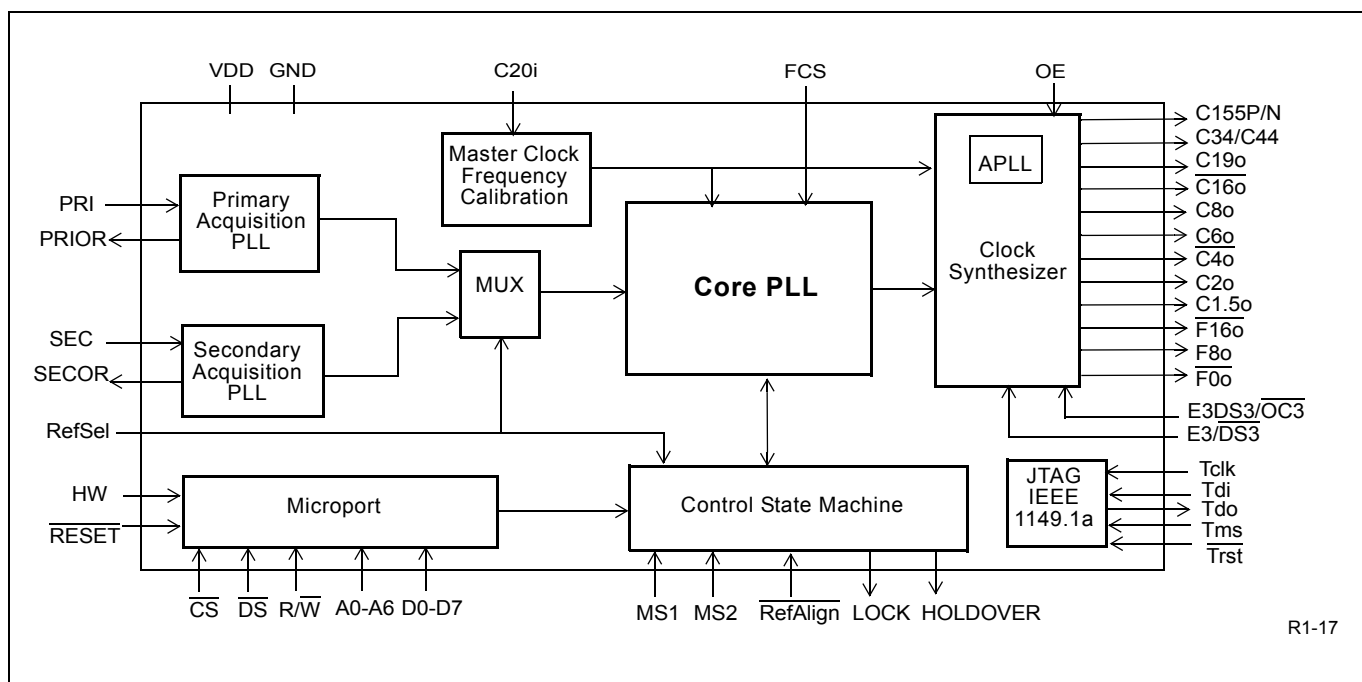 VDD GND C20i FCS OE
C155P/N
C34/C44
C19o
C16o
C8o
C6o
C4o
C2o
C1.5o
F16o
F8o
F0o
E3DS3/OC3
E3/DS3
Master Clock
Frequency
Calibration
APLL
Clock
Synthesizer
PRI
PRIOR
Primary
Acquisition
PLL
MUX
Core PLL
SEC
SECOR
Secondary
Acquisition
PLL
RefSel
HW
RESET
Microport
Control State Machine
JTAG
IEEE
1149.1a
Tclk
Tdi
Tdo
Tms
Trst
CS DS R/W A0-A6 D0-D7
MS1 MS2 RefAlign LOCK HOLDOVER
R1-17